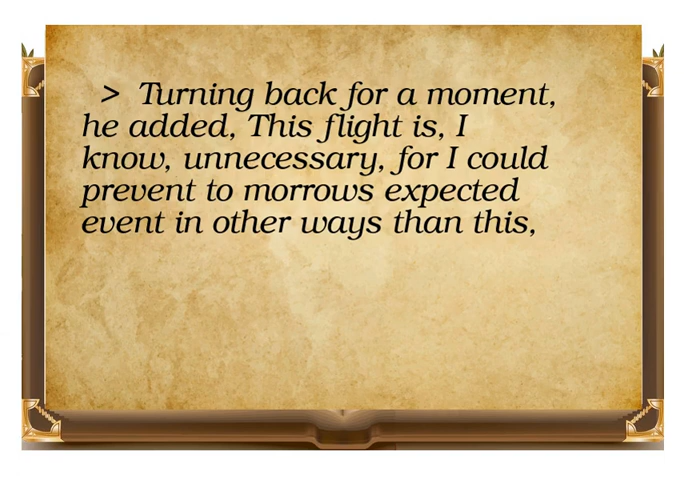 > Turning back for a moment,
he added, This flight is, I
know, unnecessary, for I could
prevent to morrows expected
event in other ways than this,